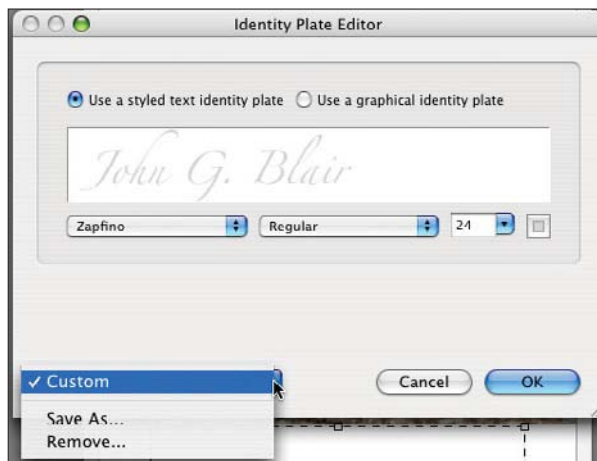 Identity Plate Editor
Use a styled text identity plate Use a graphical identity plate
John G. Blair
Zapfino Regular 24
✓ Custom Cancel OK
Save As...
Remove...